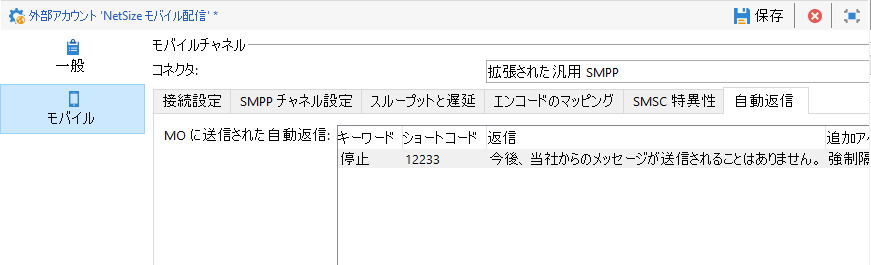 外部アカウント 'NetSize モバイル配信' *
保存
一般
モバイル
モバイルチャネル
コネクタ:
拡張された汎用 SMPP
接続設定 SMPP チャネル設定 スループットと遅延 エンコードのマッピング SMSC 特異性 自動返信
MO に送信された自動返信:
キーワード ショートコード 返信 追加ア
停止 12233 今後、当社からのメッセージが送信されることはありません。 強制隔